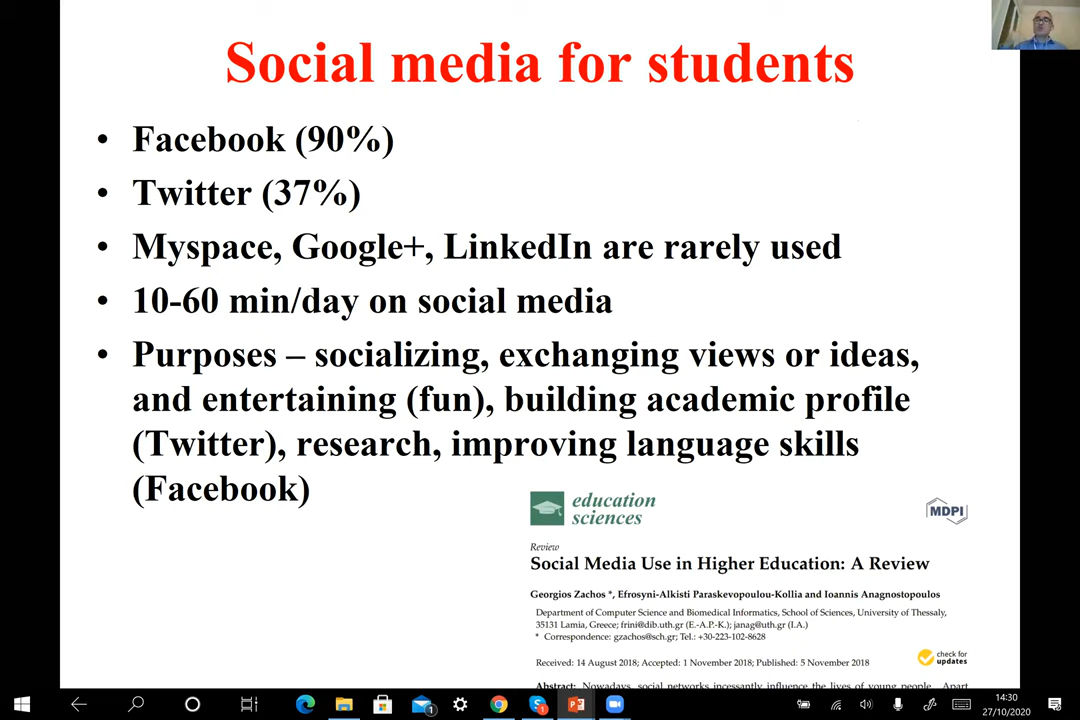 Social media for students
• Facebook (90%)
• Twitter (37%)
• Myspace, Google+, LinkedIn are rarely used
• 10-60 min/day on social media
• Purposes – socializing, exchanging views or ideas,
and entertaining (fun), building academic profile
(Twitter), research, improving language skills
(Facebook)
education
sciences
MDPI
Review
Social Media Use in Higher Education: A Review
Georgios Zachos *, Efrosyni-Alkisti Paraskevopoulou-Kollia and Ioannis Anagnostopoulos
Department of Computer Science and Biomedical Informatics, School of Sciences, University of Thessaly,
35131 Lamia, Greece; frini@dib.uth.gr (E.-A.P.-K.); janag@uth.gr (I.A.)
* Correspondence: gzachos@sch.gr; Tel.: +30-223-102-8628
check for
updates
Received: 14 August 2018; Accepted: 1 November 2018; Published: 5 November 2018
Abstract: Nowadays, social networks incessantly influence the lives of young people. Apart
1
14:30
27/10/2020